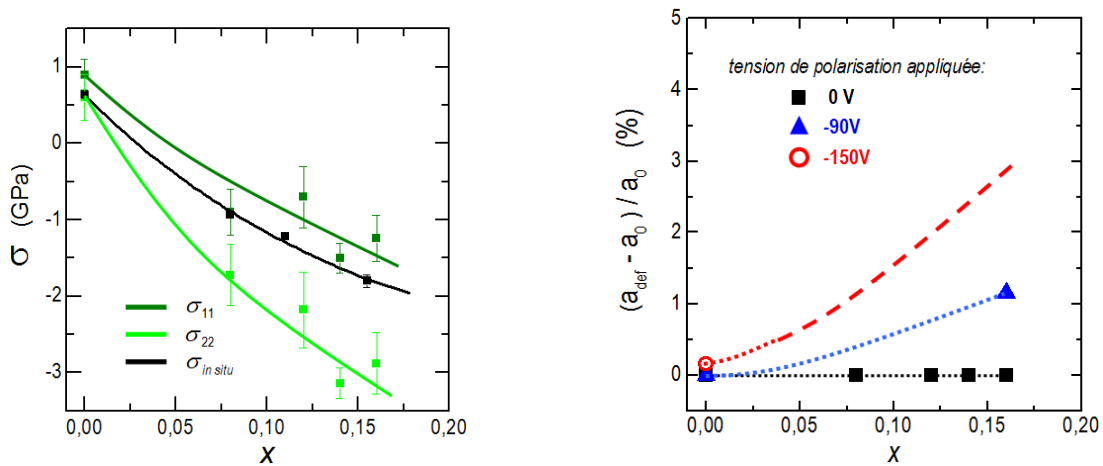 1
0
-1
-2
-3
σ (GPa)
σ11
σ22
σin situ
0,00 0,05 0,10 0,15 0,20
x
5
4
3
2
1
0
(adef - a0) / a0 (%)
tension de polarisation appliquée:
0 V
-90V
-150V
0,00 0,05 0,10 0,15 0,20
x